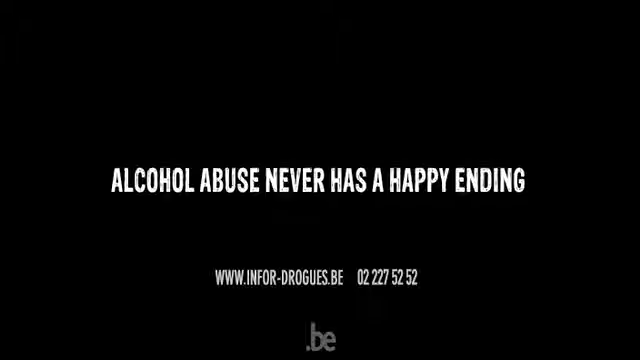 ALCOHOL ABUSE NEVER HAS A HAPPY ENDING
WWW.INFOR-DROGUES.BE 02 227 52 52
.be